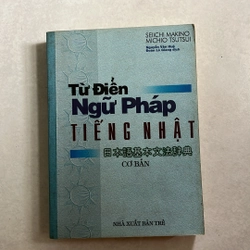 SEIICHI MAKINO
MICHIO TSUTSUI
Từ Điển
Ngữ Pháp
TIẾNG NHẬT
日本語基本文法辞典
CƠ BẢN
NHÀ XUẤT BẢN TRẺ